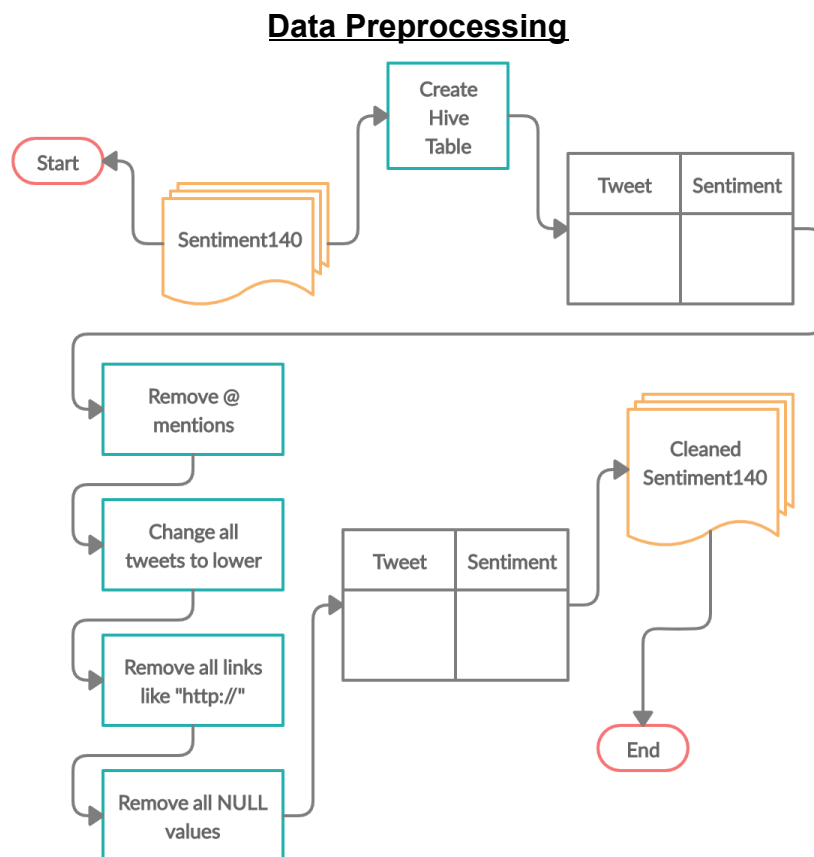 Data Preprocessing
Create
Hive
Table
Start
Tweet
Sentiment
Sentiment140
Remove @
mentions
Cleaned
Sentiment140
Change all
tweets to lower
Tweet
Sentiment
Remove all links
like "http://"
End
Remove all NULL
values